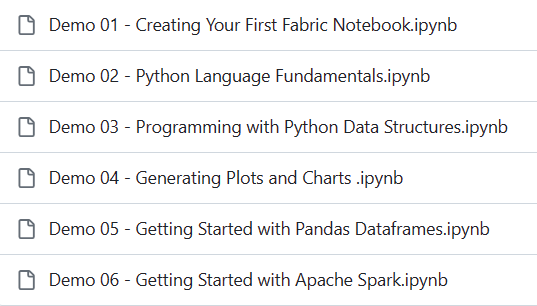 Demo 01 - Creating Your First Fabric Notebook.ipynb
Demo 02 - Python Language Fundamentals.ipynb
Demo 03 - Programming with Python Data Structures.ipynb
Demo 04 - Generating Plots and Charts .ipynb
Demo 05 - Getting Started with Pandas Dataframes.ipynb
Demo 06 - Getting Started with Apache Spark.ipynb